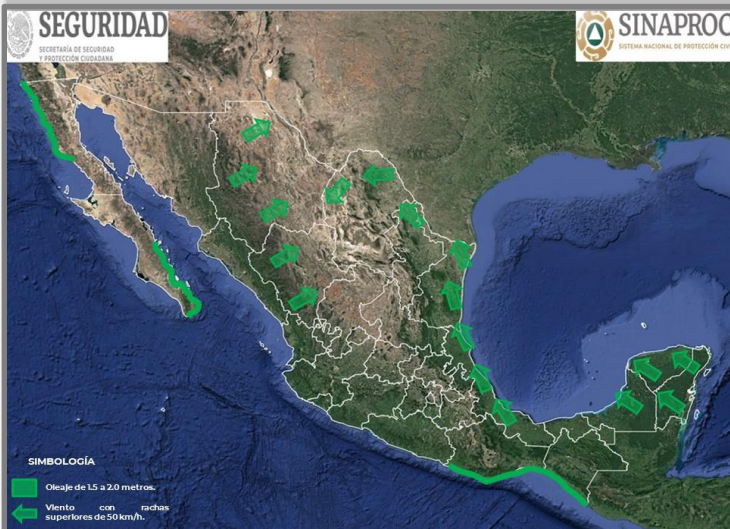 SEGURIDAD
SECRETARÍA DE SEGURIDAD
Y PROTECCIÓN CIUDADANA
SINAPROC
SISTEMA NACIONAL DE PROTECCIÓN CIVI
SIMBOLOGÍA
Oleaje de 1.5 a 2.0 metros.
Viento con rachas
superiores de 50 km/h.